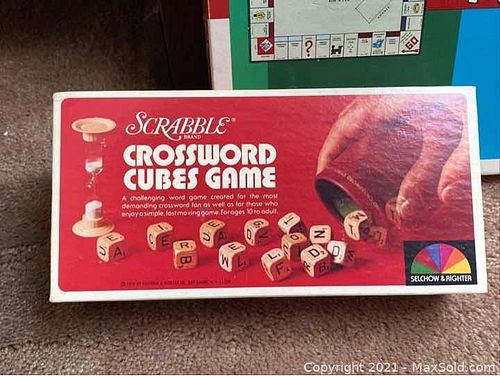 SCRABBLE®
BRAND
CROSSWORD
CUBES GAME
A challenging word game created for the most
demanding crossword fan as well as for those who
enjoy a simple, fast moving game. For ages 10 to adult.
SELCHOW & RIGHTER
Copyright 2021 - MaxSold.com